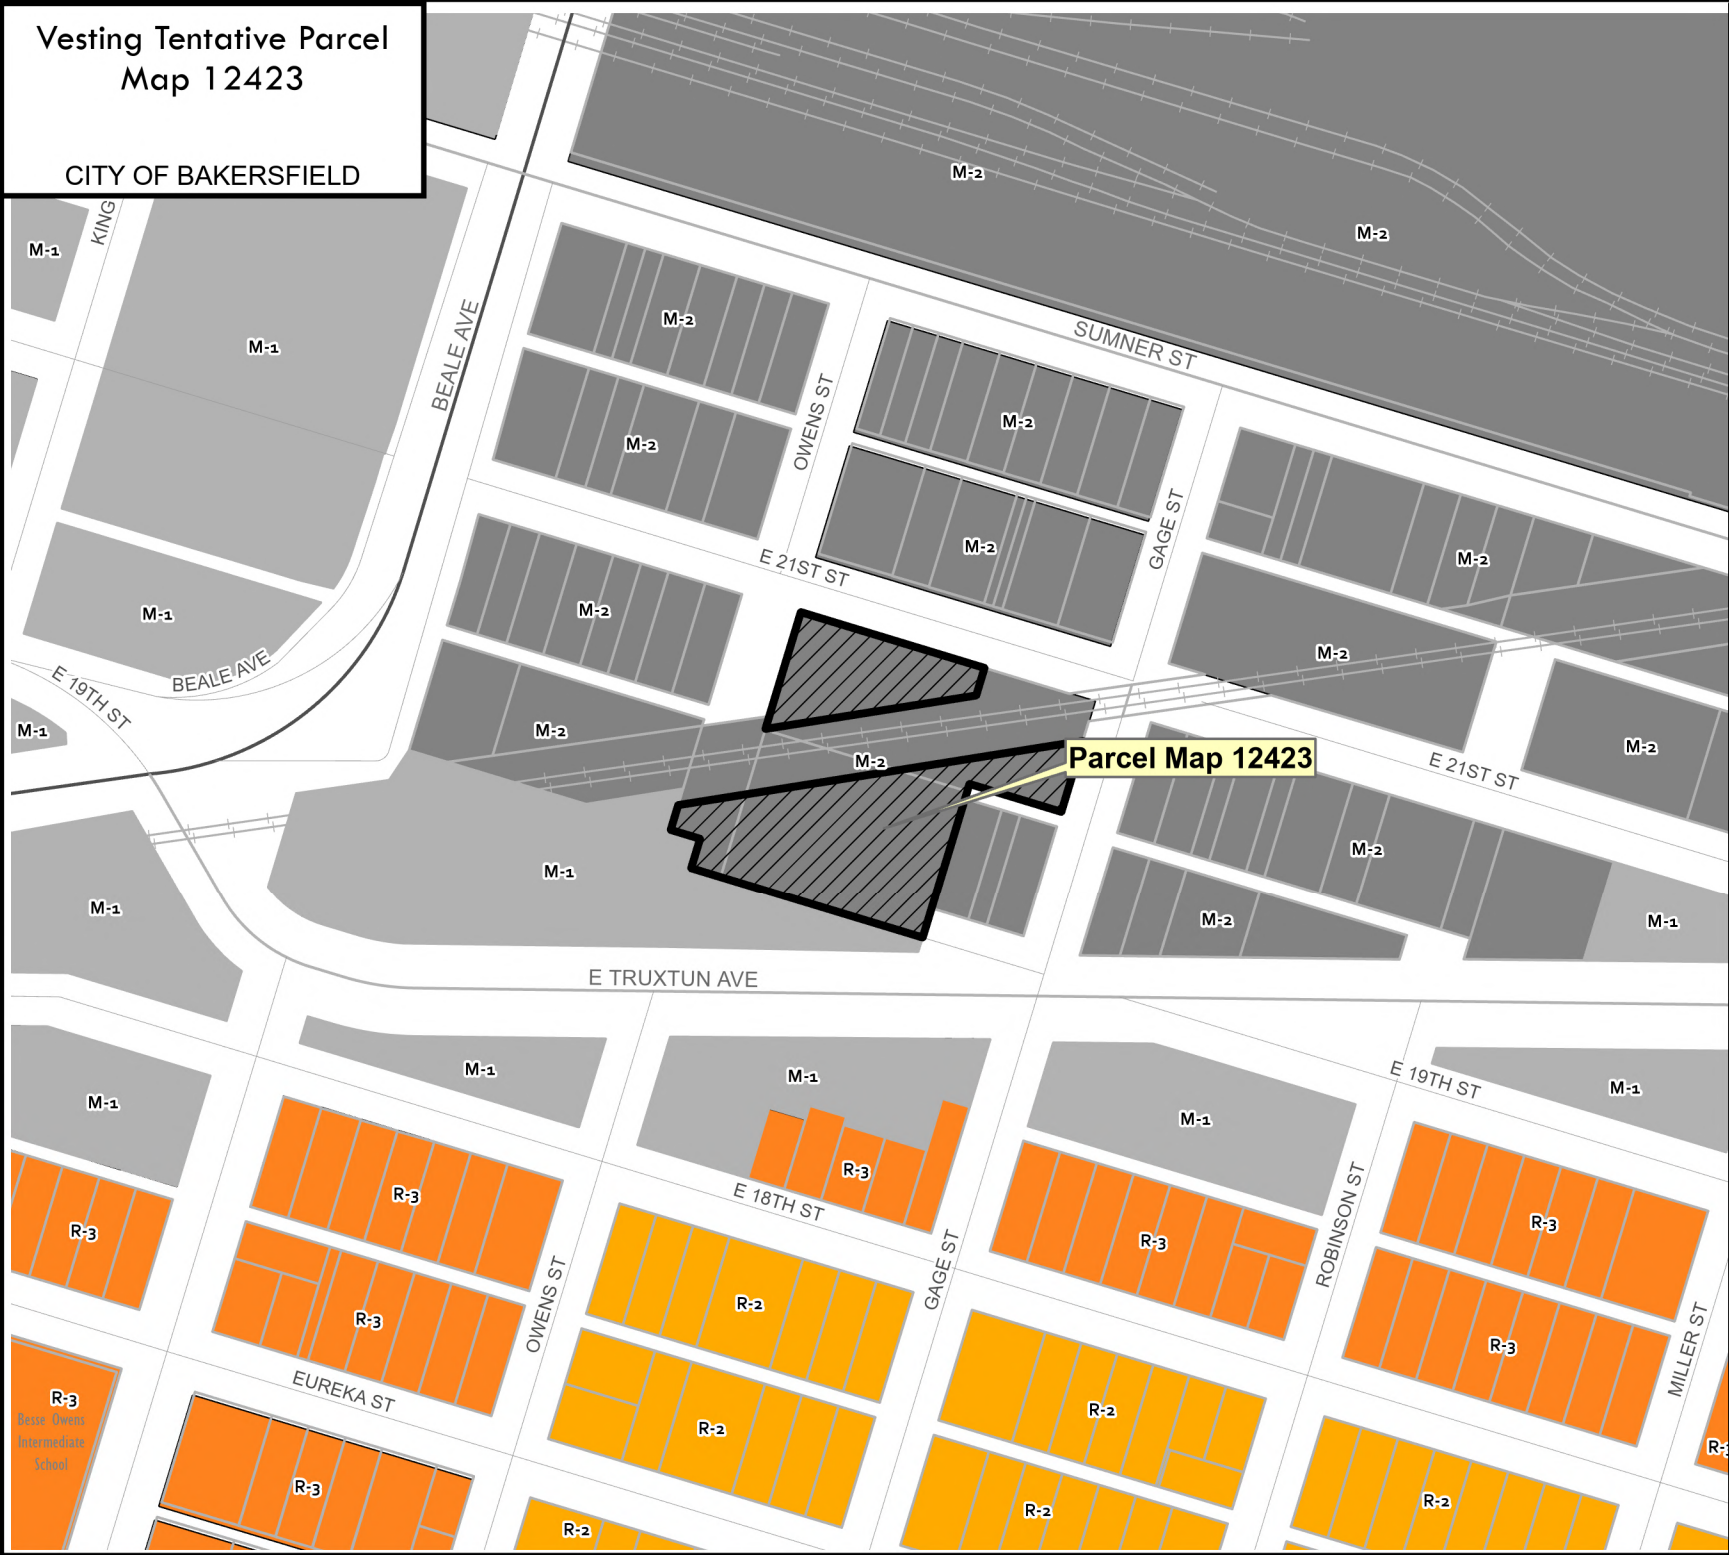 Vesting Tentative Parcel
Map 12423
CITY OF BAKERSFIELD
M-2
KING
M-1
M-2
M-1
M-2
SUMNER ST
BEALE AVE
M-2
OWENS ST
M-2
M-2
GAGE ST
M-2
M-2
E 21ST ST
M-1
M-2
M-2
BEALE AVE
E 19TH ST
M-1
M-2
M-2
M-2
Parcel Map 12423
E 21ST ST
M-1
M-2
M-1
M-2
M-1
E TRUXTUN AVE
M-1
M-1
M-1
E 19TH ST
M-1
M-1
R-3
R-3
E 18TH ST
R-3
R-3
R-3
ROBINSON ST
GAGE ST
OWENS ST
R-2
R-3
R-3
MILLER ST
EUREKA ST
R-3
Besse Owens
Intermediate
School
R-2
R-2
R-3
R-3
R-2
R-2
R-2